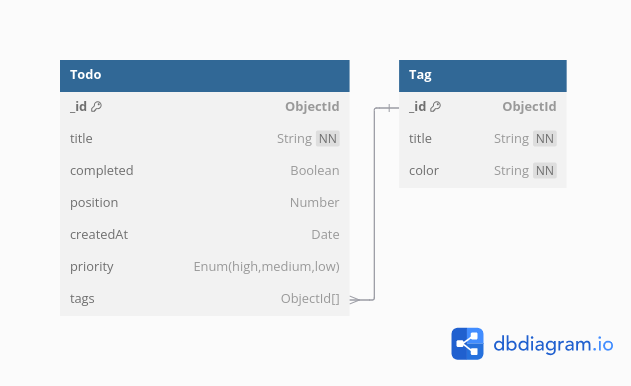 Todo
_id ObjectId
title String NN
completed Boolean
position Number
createdAt Date
priority Enum(high,medium,low)
tags ObjectId[]
Tag
_id ObjectId
title String NN
color String NN
dbdiagram.io